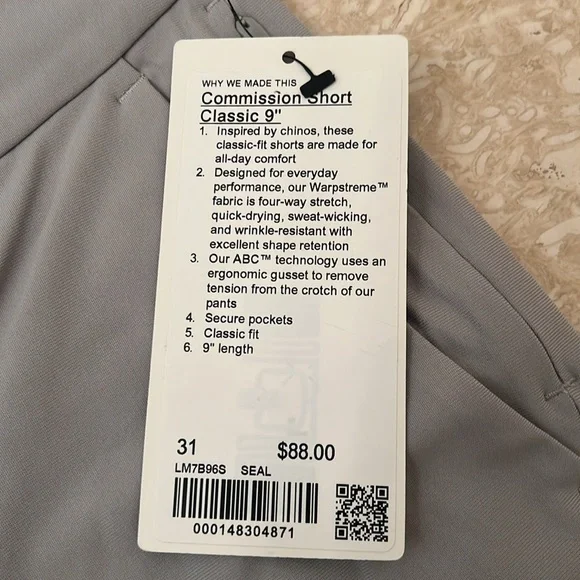 WHY WE MADE THIS
Commission Short
Classic 9"
1. Inspired by chinos, these
classic-fit shorts are made for
all-day comfort
2. Designed for everyday
performance, our Warpstreme™
fabric is four-way stretch,
quick-drying, sweat-wicking,
and wrinkle-resistant with
excellent shape retention
3. Our ABC™ technology uses an
ergonomic gusset to remove
tension from the crotch of our
pants
4. Secure pockets
5. Classic fit
6. 9" length
31 $88.00
LM7B96S SEAL
000148304871